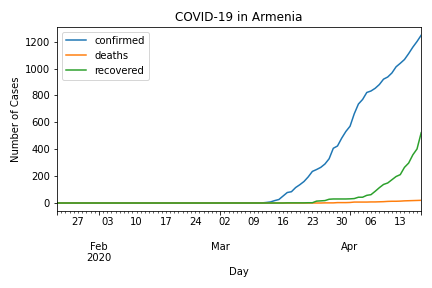 COVID-19 in Armenia
confirmed
deaths
recovered
Number of Cases
1200
1000
800
600
400
200
0
27 03 10 17 24 02 09 16 23 30 06 13
Feb Mar Apr
2020
Day